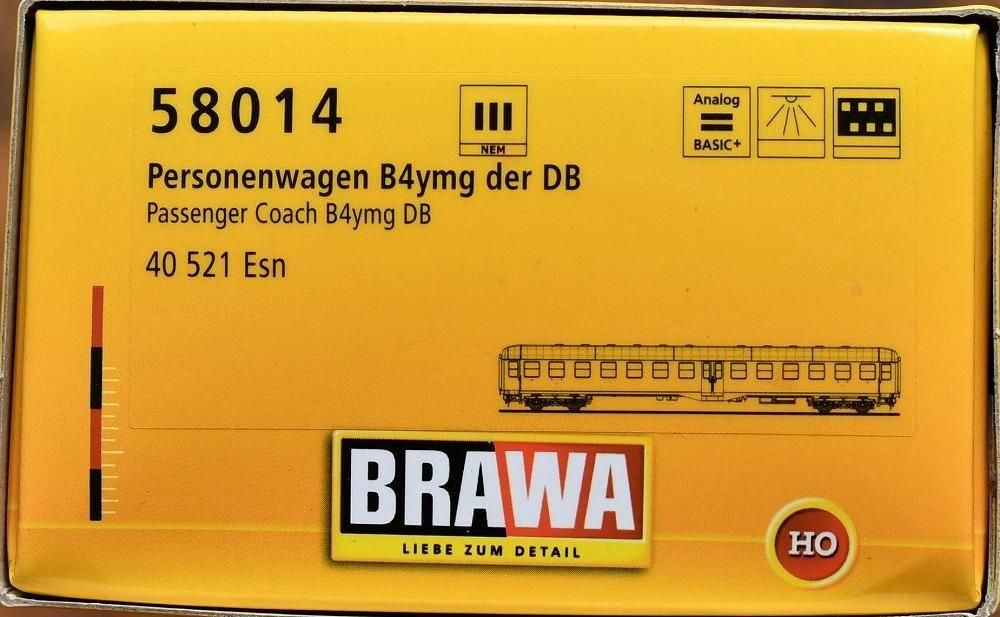 58014
NEM
Analog
BASIC+
Personenwagen B4ymg der DB
Passenger Coach B4ymg DB
40 521 Esn
BRAWA
LIEBE ZUM DETAIL
HO